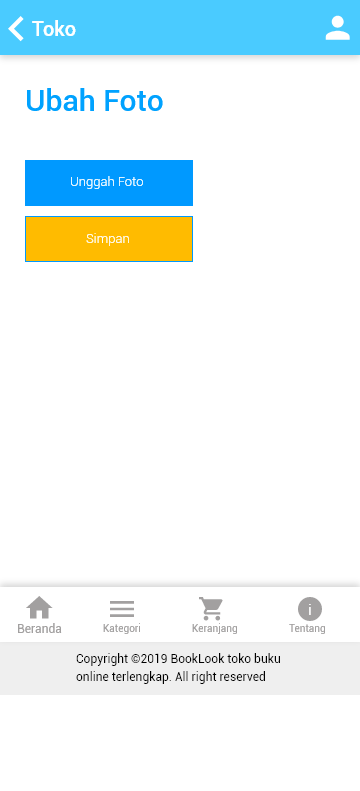 Toko
Ubah Foto
Unggah Foto
Simpan
Beranda
Kategori
Keranjang
Tentang
Copyright ©2019 BookLook toko buku
online terlengkap. All right reserved